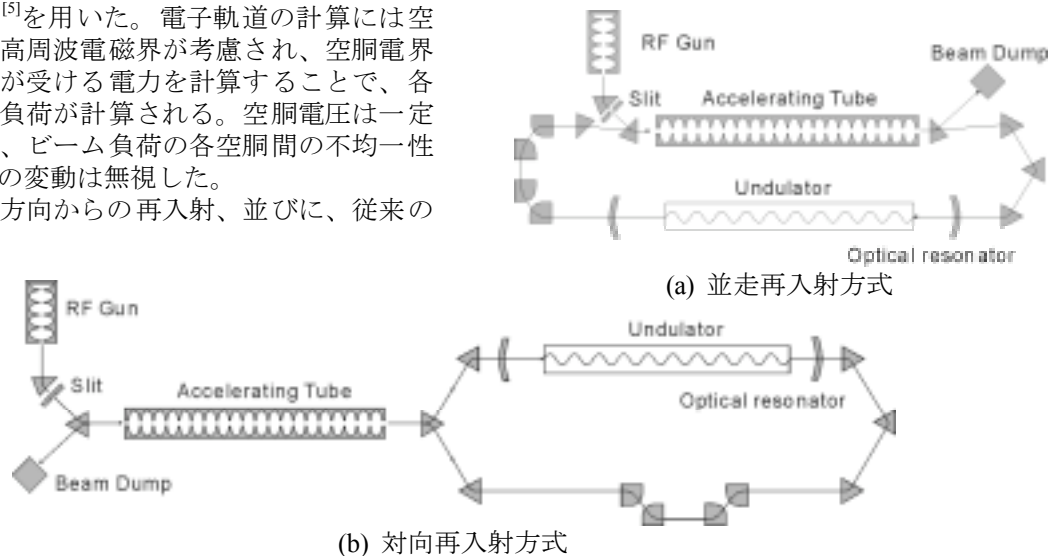 [5]を用いた。電子軌道の計算には空
高周波電磁界が考慮され、空胴電界
が受ける電力を計算することで、各
負荷が計算される。空胴電圧は一定
、ビーム負荷の各空胴間の不均一性
の変動は無視した。
方向からの再入射、並びに、従来の
RF Gun
Beam Dump
Slit
Accelerating Tube
Undulator
Optical resonator
(a) 並走再入射方式
RF Gun
Undulator
Slit
Accelerating Tube
Optical resonator
Beam Dump
(b) 対向再入射方式